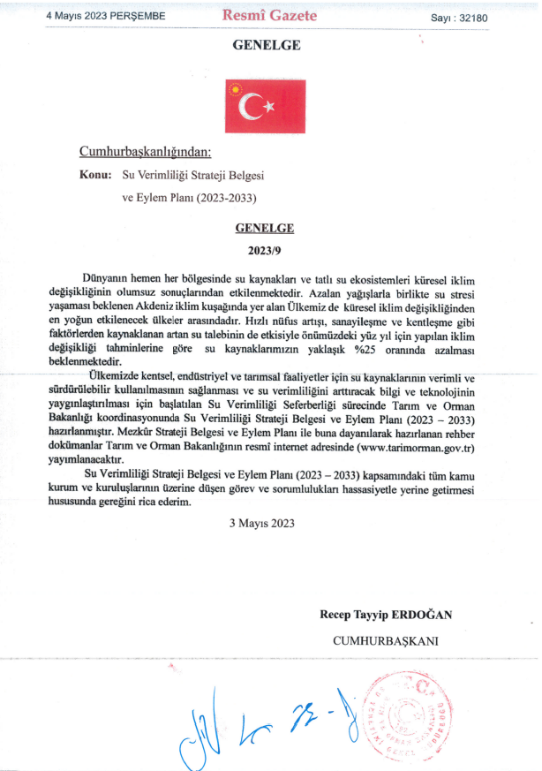 4 Mayıs 2023 PERŞEMBE
Resmî Gazete
Sayı : 32180
GENELGE
Cumhurbaşkanlığından:
Konu: Su Verimliliği Strateji Belgesi
ve Eylem Planı (2023-2033)
GENELGE
2023/9
Dünyanın hemen her bölgesinde su kaynakları ve tatlı su ekosistemleri küresel iklim
değişikliğinin olumsuz sonuçlarından etkilenmektedir. Azalan yağışlarla birlikte su stresi
yaşaması beklenen Akdeniz iklim kuşağında yer alan Ülkemiz de küresel iklim değişikliğinden
en yoğun etkilenecek ülkeler arasındadır. Hızlı nüfus artışı, sanayileşme ve kentleşme gibi
faktörlerden kaynaklanan artan su talebinin de etkisiyle önümüzdeki yüz yıl için yapılan iklim
değişikliği tahminlerine göre su kaynaklarımızın yaklaşık %25 oranında azalması
beklenmektedir.
Ülkemizde kentsel, endüstriyel ve tarımsal faaliyetler için su kaynaklarının verimli ve
sürdürülebilir kullanılmasının sağlanması ve su verimliliğini arttıracak bilgi ve teknolojinin
yaygınlaştırılması için başlatılan Su Verimliliği Seferberliği sürecinde Tarım ve Orman
Bakanlığı koordinasyonunda Su Verimliliği Strateji Belgesi ve Eylem Planı (2023 – 2033)
hazırlanmıştır. Mezkûr Strateji Belgesi ve Eylem Planı ile buna dayanılarak hazırlanan rehber
dokümanlar Tarım ve Orman Bakanlığının resmî internet adresinde (www.tarimorman.gov.tr)
yayımlanacaktır.
Su Verimliliği Strateji Belgesi ve Eylem Planı (2023 – 2033) kapsamındaki tüm kamu
kurum ve kuruluşlarının üzerine düşen görev ve sorumlulukları hassasiyetle yerine getirmesi
hususunda gereğini rica ederim.
3 Mayıs 2023
Recep Tayyip ERDOĞAN
CUMHURBAŞKANI
T.C.